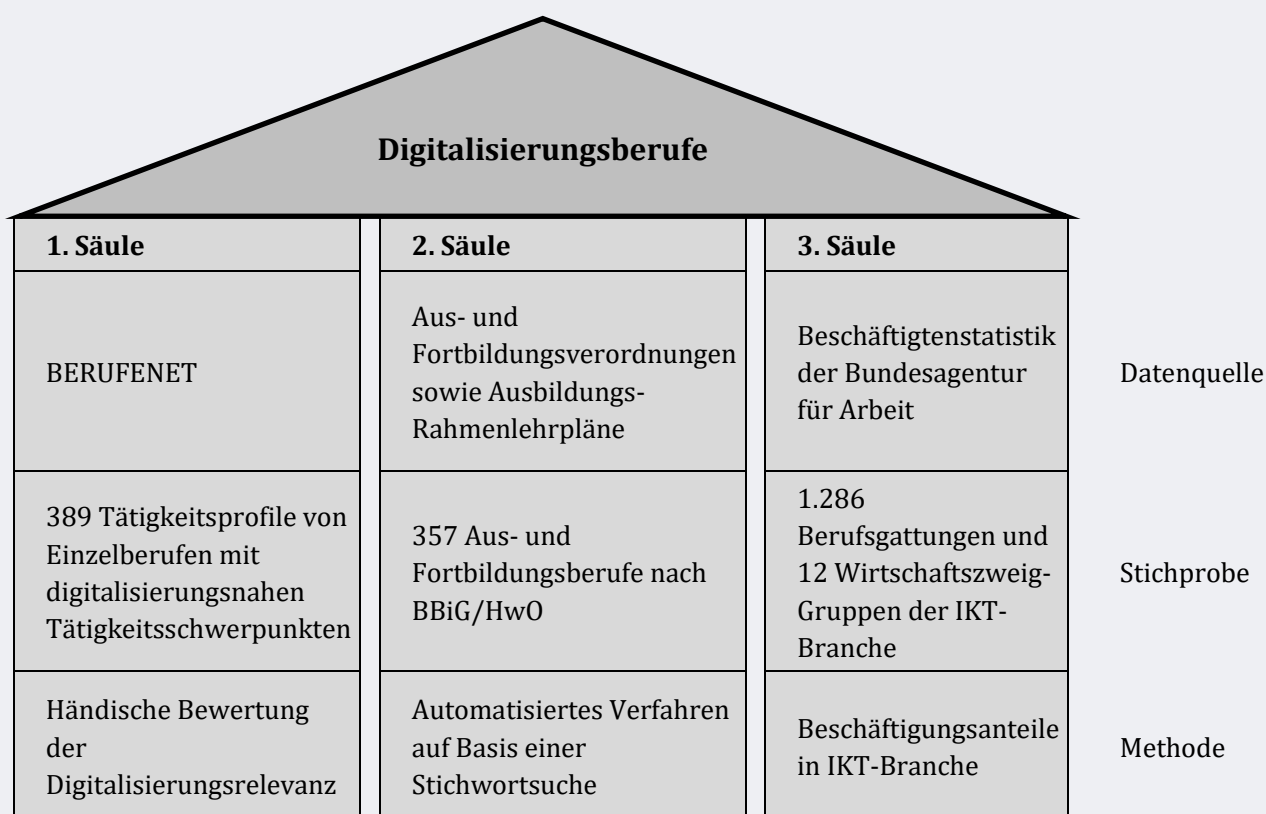 Digitalisierungsberufe
1. Säule
2. Säule
3. Säule
BERUFENET
Aus- und
Fortbildungsverordnungen
sowie Ausbildungs-
Rahmenlehrpläne
Beschäftigtenstatistik
der Bundesagentur
für Arbeit
Datenquelle
389 Tätigkeitsprofile von
Einzelberufen mit
digitalisierungsnahen
Tätigkeitsschwerpunkten
357 Aus- und
Fortbildungsberufe nach
BBiG/HwO
1.286
Berufsgattungen und
12 Wirtschaftszweig-
Gruppen der IKT-
Branche
Stichprobe
Händische Bewertung
der
Digitalisierungsrelevanz
Automatisiertes Verfahren
auf Basis einer
Stichwortsuche
Beschäftigungsanteile
in IKT-Branche
Methode